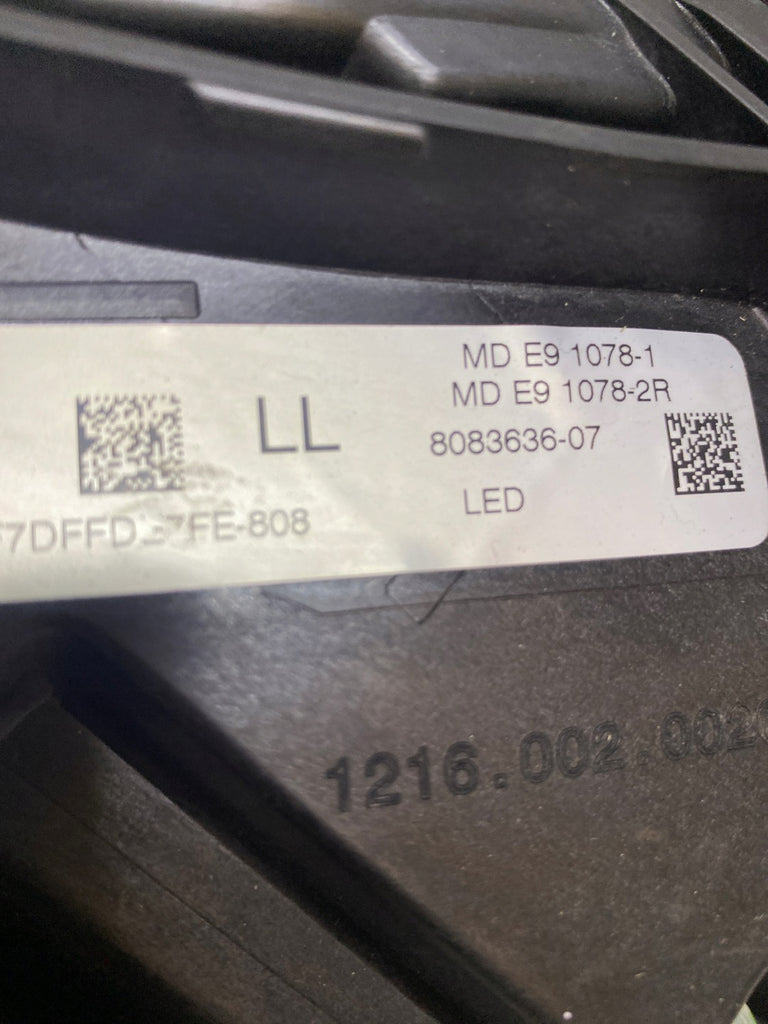 MD E9 1078-1
MD E9 1078-2R
LL
8083636-07
LED
1216.002.002